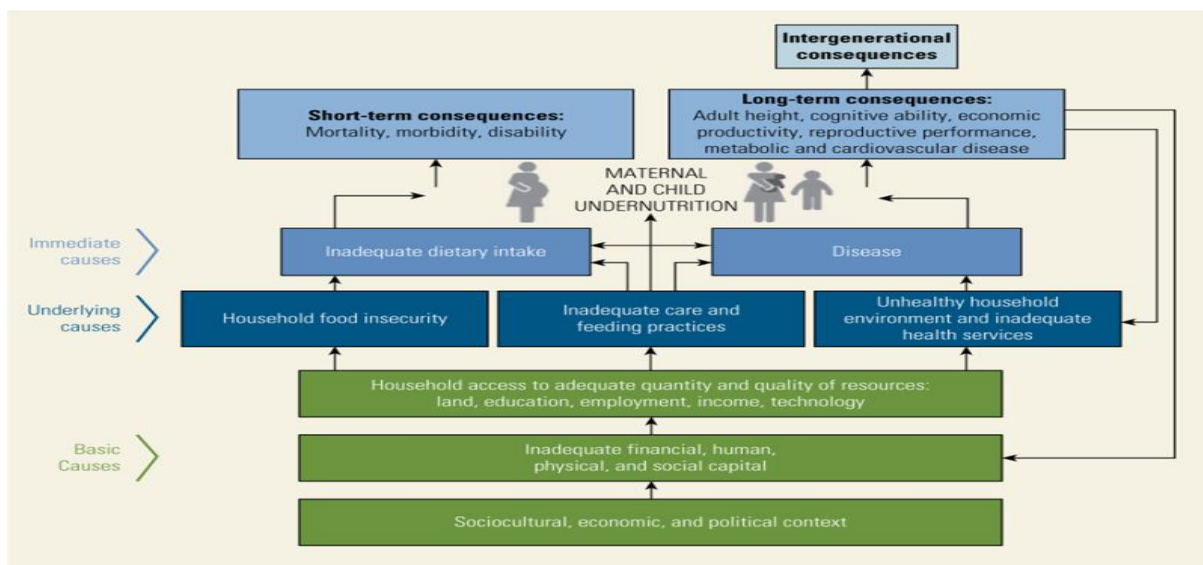 Intergenerational
consequences
Short-term consequences:
Mortality, morbidity, disability
Long-term consequences:
Adult height, cognitive ability, economic
productivity, reproductive performance,
metabolic and cardiovascular disease
MATERNAL
AND CHILD
UNDERNUTRITION
Immediate
causes
Inadequate dietary intake
Disease
Underlying
causes
Household food insecurity
Inadequate care and
feeding practices
Unhealthy household
environment and inadequate
health services
Household access to adequate quantity and quality of resources:
land, education, employment, income, technology
Basic
Causes
Inadequate financial, human,
physical, and social capital
Sociocultural, economic, and political context